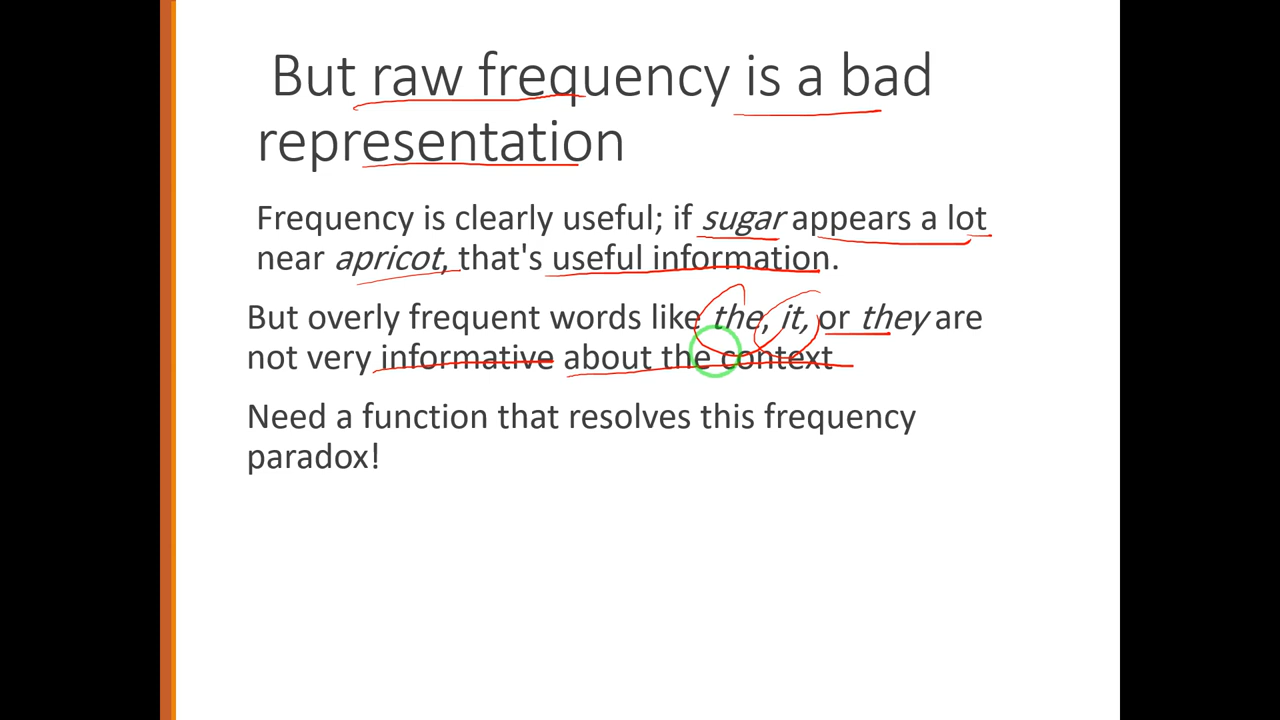 But raw frequency is a bad
representation
Frequency is clearly useful; if sugar appears a lot
near apricot, that's useful information.
But overly frequent words like the, it, or they are
not very informative about the context
Need a function that resolves this frequency
paradox!